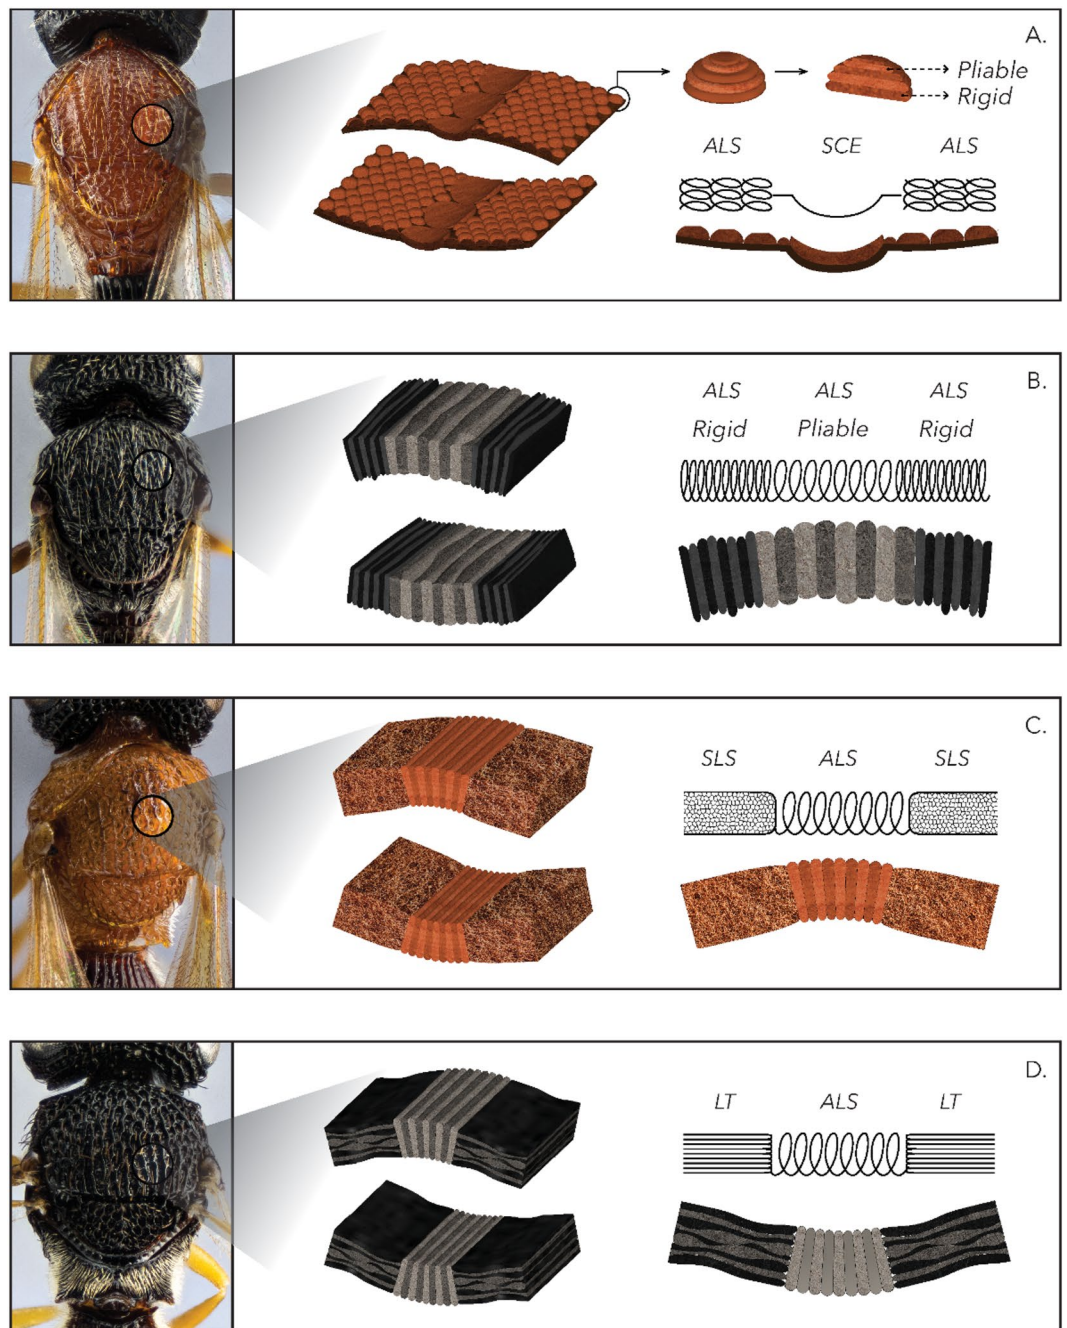 A.
Pliable
Rigid
ALS SCE ALS
B.
ALS ALS ALS
Rigid Pliable Rigid
C.
SLS ALS SLS
D.
LT ALS LT